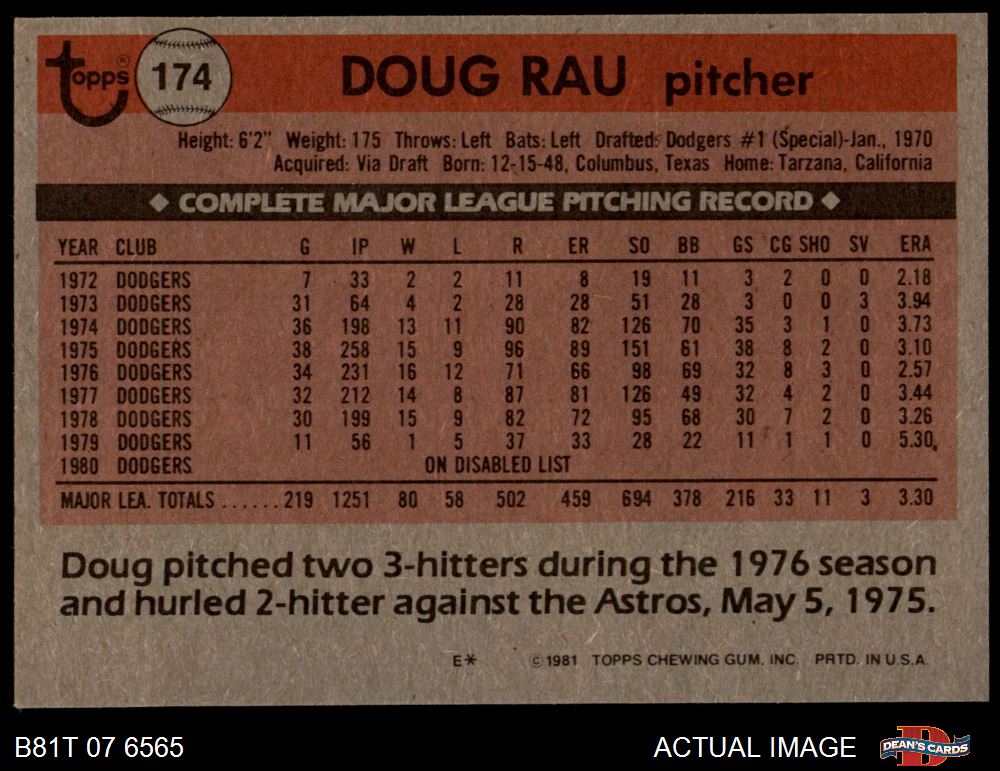 topps® 174 DOUG RAU pitcher
Height: 6'2" Weight: 175 Throws: Left Bats: Left Drafted: Dodgers #1 (Special)-Jan., 1970
Acquired: Via Draft Born: 12-15-48, Columbus, Texas Home: Tarzana, California
◆ COMPLETE MAJOR LEAGUE PITCHING RECORD ◆
YEAR CLUB G IP W L R ER SO BB GS CG SHO SV ERA
1972 DODGERS 7 33 2 2 11 8 19 11 3 2 0 0 2.18
1973 DODGERS 31 64 4 2 28 28 51 28 3 0 0 3 3.94
1974 DODGERS 36 198 13 11 90 82 126 70 35 3 1 0 3.73
1975 DODGERS 38 258 15 9 96 89 151 61 38 8 2 0 3.10
1976 DODGERS 34 231 16 12 71 66 98 69 32 8 3 0 2.57
1977 DODGERS 32 212 14 8 87 81 126 49 32 4 2 0 3.44
1978 DODGERS 30 199 15 9 82 72 95 68 30 7 2 0 3.26
1979 DODGERS 11 56 1 5 37 33 28 22 11 1 1 0 5.30
1980 DODGERS ON DISABLED LIST
MAJOR LEA. TOTALS ...... 219 1251 80 58 502 459 694 378 216 33 11 3 3.30
Doug pitched two 3-hitters during the 1976 season
and hurled 2-hitter against the Astros, May 5, 1975.
E* ©1981 TOPPS CHEWING GUM, INC. PRTD. IN U.S.A.
B81T 07 6565 ACTUAL IMAGE DEAN'S CARDS